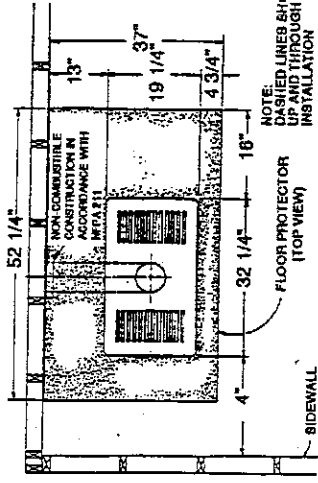 52 1/4"
NON-COMBUSTIBLE
CONSTRUCTION IN
ACCORDANCE WITH
NFPA 211
13"
37"
19 1/4"
4 3/4"
4"
32 1/4"
16"
FLOOR PROTECTOR
(TOP VIEW)
SIDEWALL
NOTE:
DASHED LINES SH
UP AND THROUGH
INSTALLATION